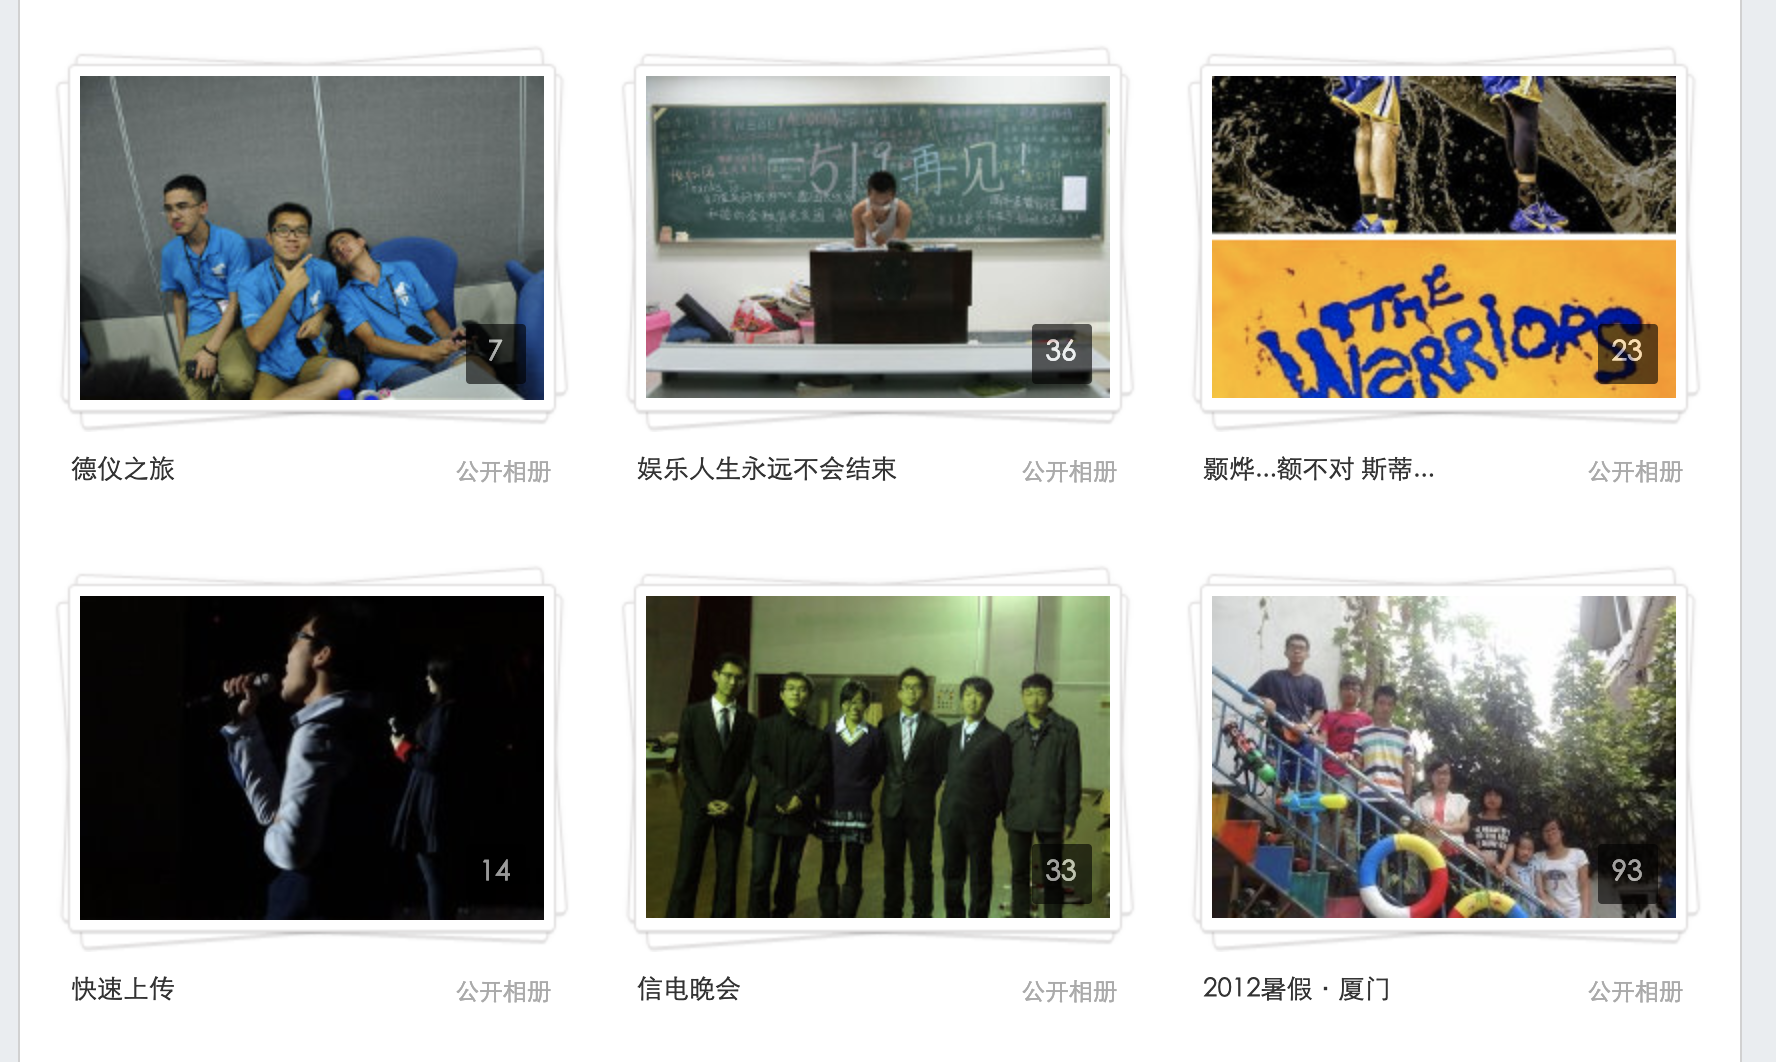 519再见!
THE
WARRIORS
7
36
23
德仪之旅
公开相册
娱乐人生永远不会结束
公开相册
颢烨...额不对 斯蒂...
公开相册
14
33
93
快速上传
公开相册
信电晚会
公开相册
2012暑假 · 厦门
公开相册